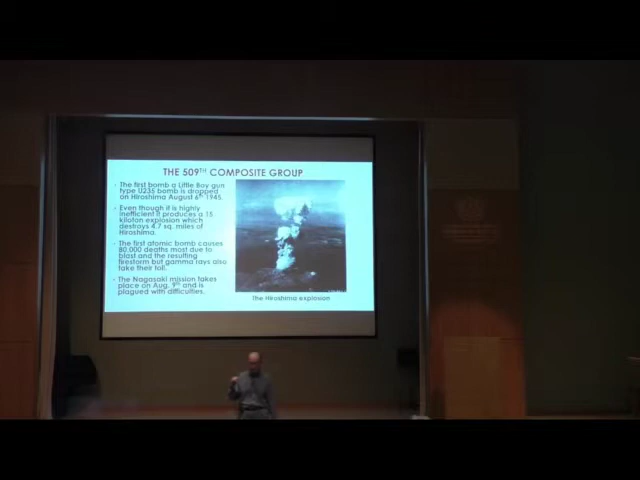 THE 509TH COMPOSITE GROUP
• The first bomb a Little Boy gun
type U235 bomb is dropped
on Hiroshima August 6th 1945.
• Even though it is highly
inefficient it produces a 15
kiloton explosion which
destroys 4.7 sq. miles of
Hiroshima.
• The first atomic bomb causes
80,000 deaths most due to
blast and the resulting
firestorm but gamma rays also
take their toll.
• The Nagasaki mission takes
place on Aug. 9th and is
plagued with difficulties.
The Hiroshima explosion